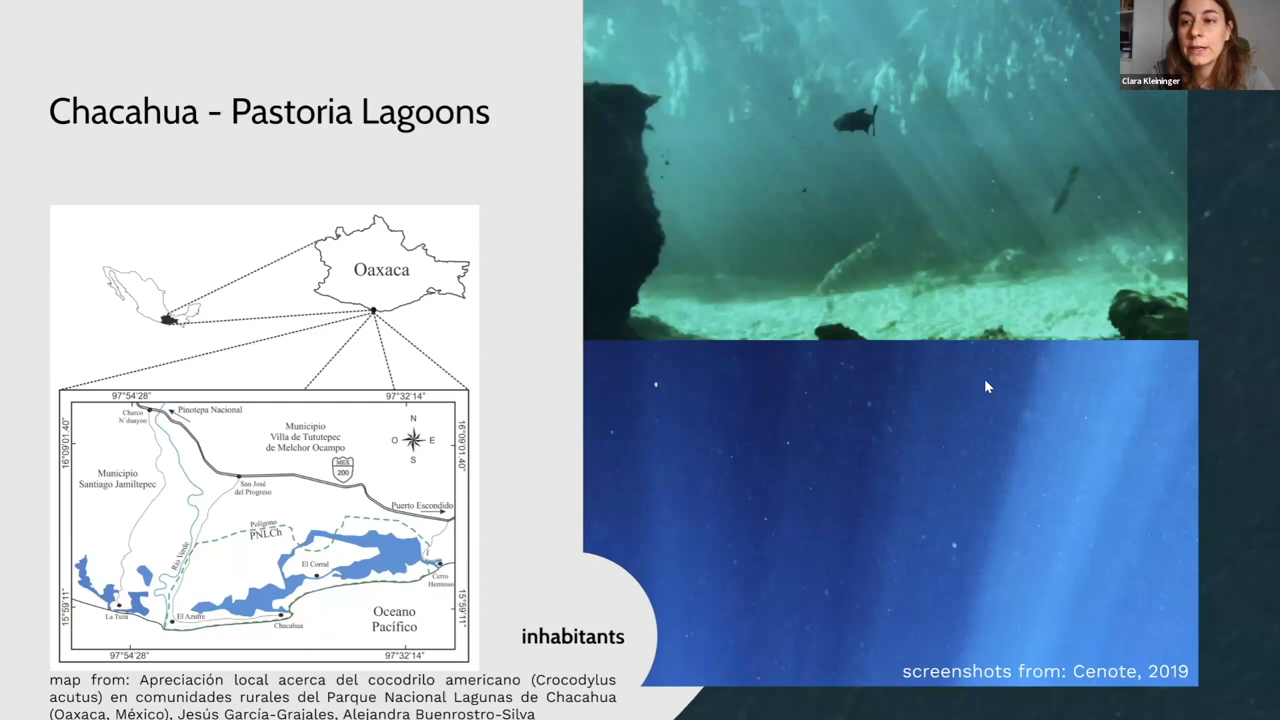 Clara Kleininger
Chacahua - Pastoria Lagoons
Oaxaca
97°54'28"
97°32'14"
Charco
N´duayoo
Pinotepa Nacional
Municipio
Villa de Tututepec
de Melchor Ocampo
N
O
E
S
16°09'01.40"
16°09'01.40"
Municipio
Santiago Jamiltepec
MEX
200
San José
del Progreso
Puerto Escondido
Polígono
PNLCh
Río Verde
El Corral
Cerro
Hermoso
15°59'11"
15°59'11"
La Tuza
El Azufre
Chacahua
Oceano
Pacífico
97°54'28"
97°32'14"
inhabitants
screenshots from: Cenote, 2019
map from: Apreciación local acerca del cocodrilo americano (Crocodylus
acutus) en comunidades rurales del Parque Nacional Lagunas de Chacahua
(Oaxaca, México), Jesús García-Grajales, Alejandra Buenrostro-Silva